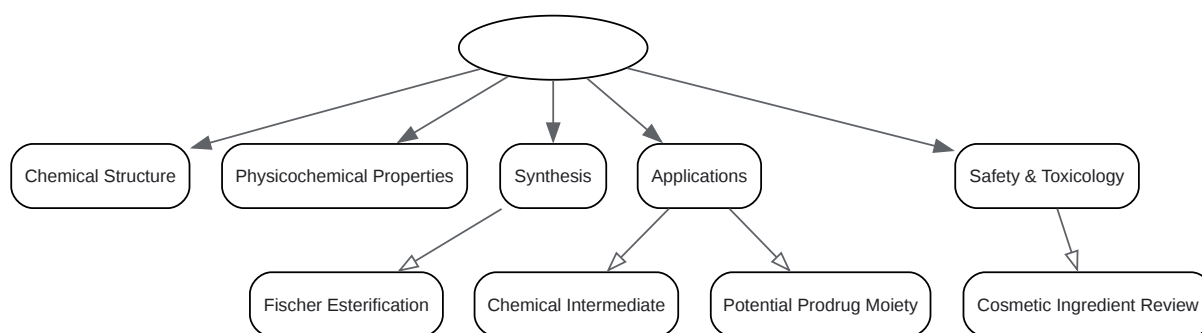 Chemical Structure
Physicochemical Properties
Synthesis
Applications
Safety & Toxicology
Fischer Esterification
Chemical Intermediate
Potential Prodrug Moiety
Cosmetic Ingredient Review